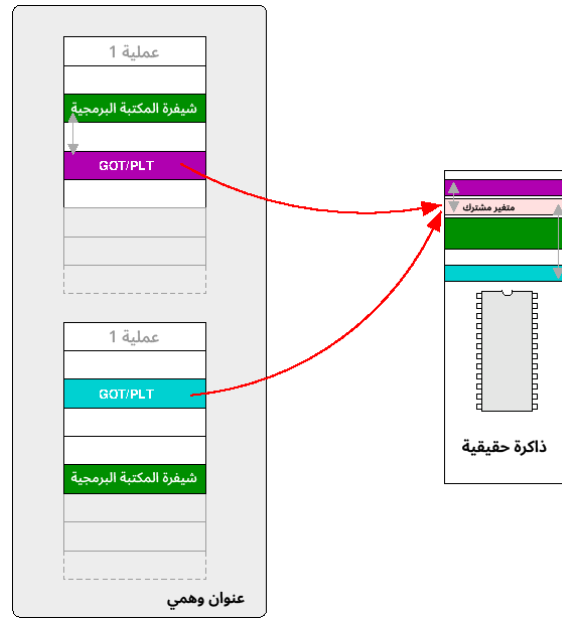 عملية 1
شيفرة المكتبة البرمجية
GOT/PLT
متغير مشترك
ذاكرة حقيقية
عملية 1
GOT/PLT
شيفرة المكتبة البرمجية
عنوان وهمي